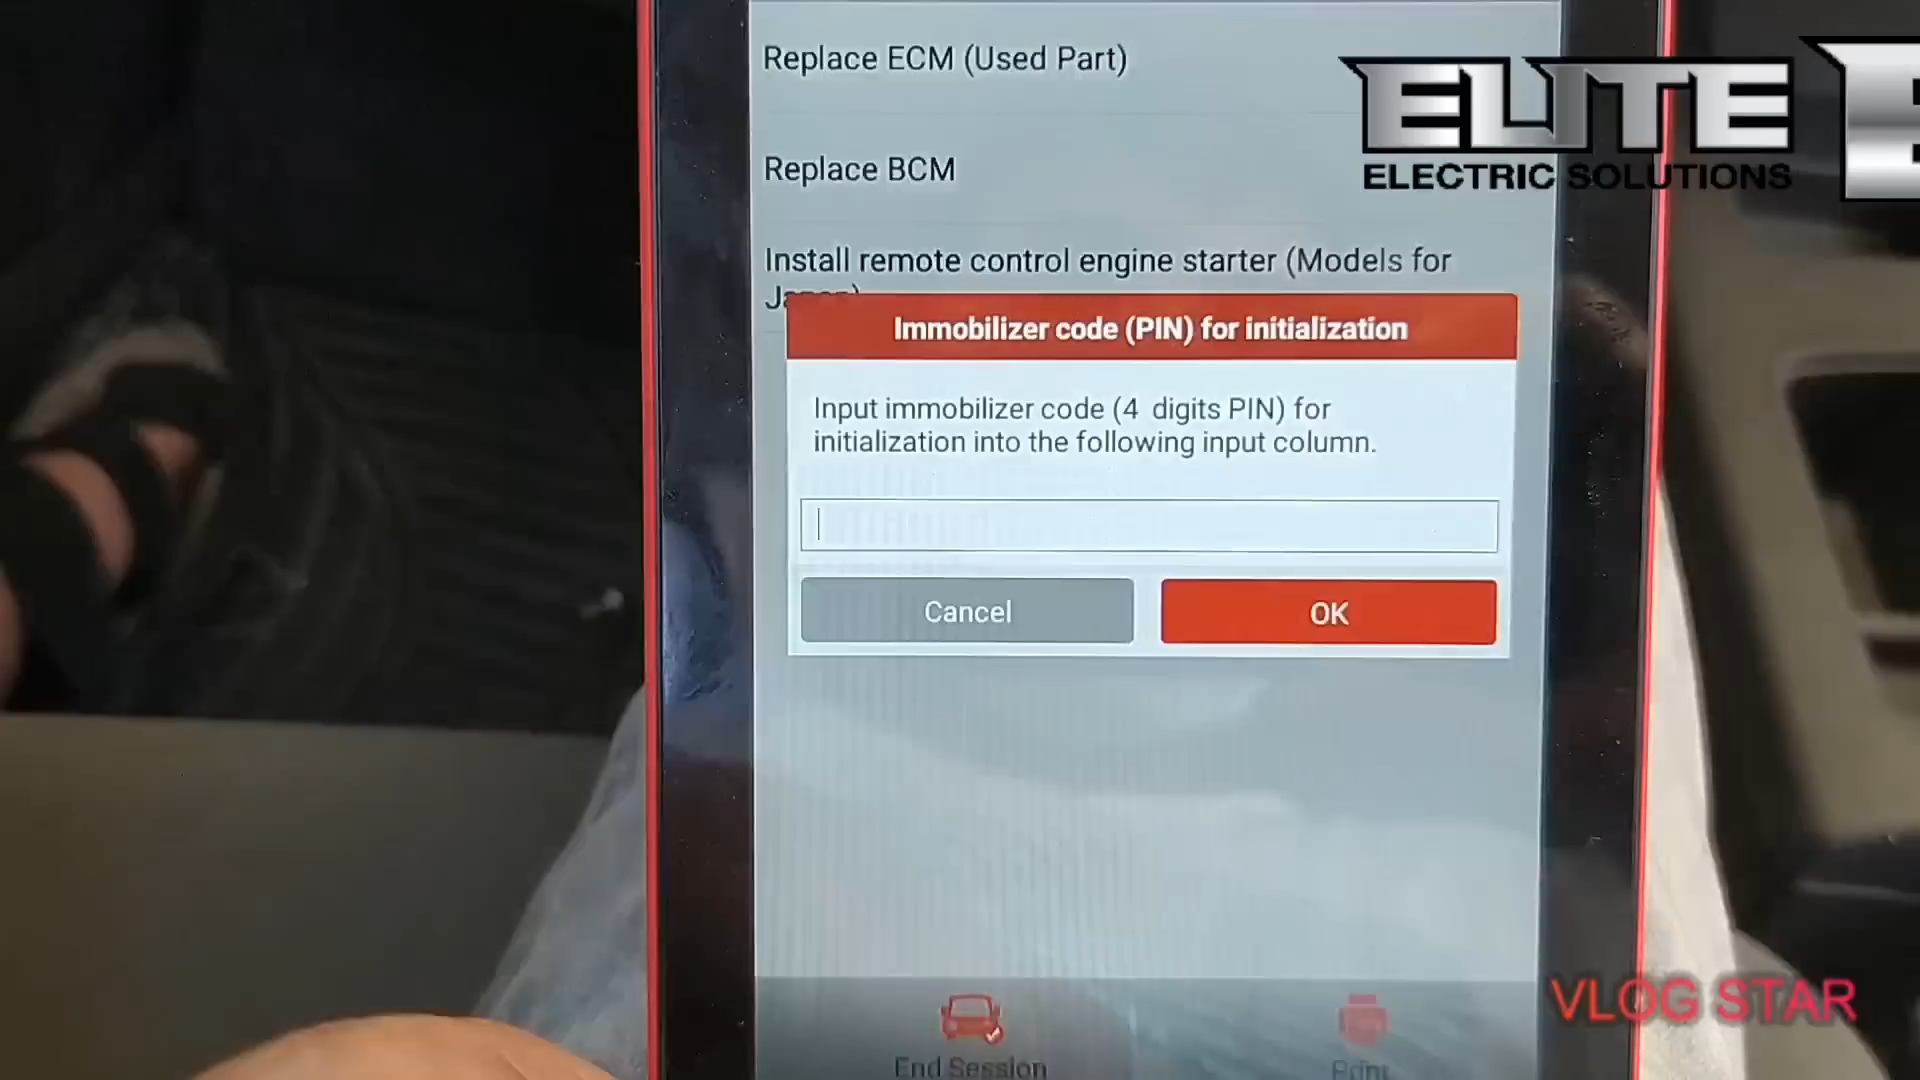 Replace ECM (Used Part)
ELITE
ELECTRIC SOLUTIONS
Replace BCM
Install remote control engine starter (Models for
Japan)
Immobilizer code (PIN) for initialization
Input immobilizer code (4 digits PIN) for
initialization into the following input column.
Cancel
OK
VLOG STAR
End Session
Print